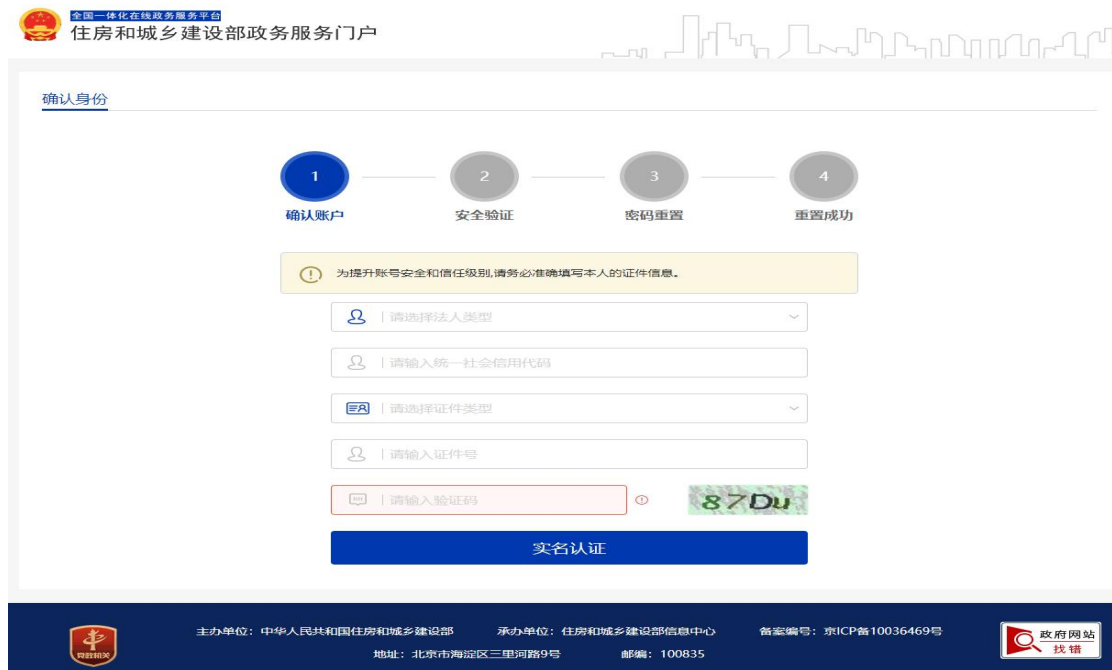 全国一体化在线政务服务平台
住房和城乡建设部政务服务门户
确认身份
1 2 3 4
确认账户 安全验证 密码重置 重置成功
为提升账号安全和信任级别,请务必准确填写本人的证件信息。
请选择法人类型
请输入统一社会信用代码
请选择证件类型
请输入证件号
请输入验证码 87Du
实名认证
主办单位：中华人民共和国住房和城乡建设部 承办单位：住房和城乡建设部信息中心 备案编号：京ICP备10036469号
地址：北京市海淀区三里河路9号 邮编：100835
党政机关
政府网站
找错